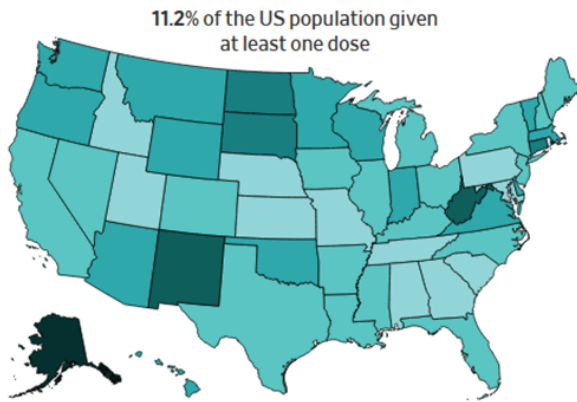 11.2% of the US population given
at least one dose